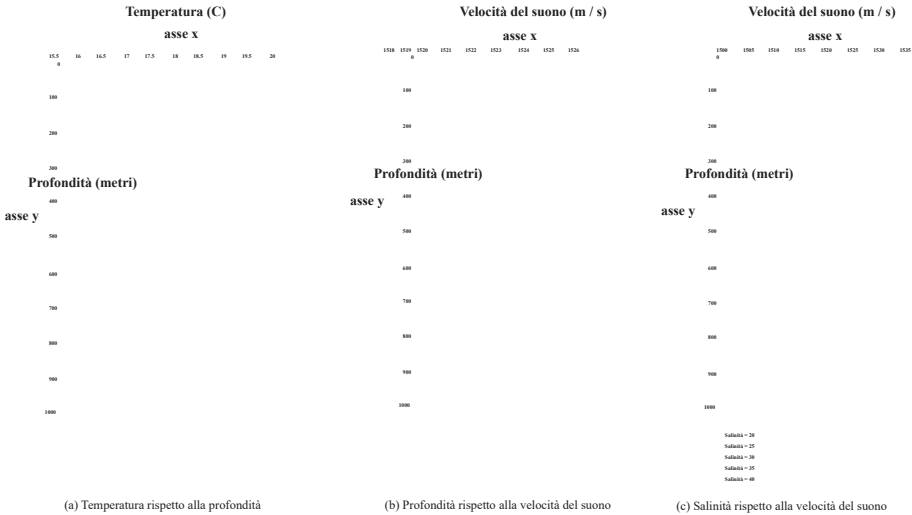 Temperatura (C)
asse x
15.5 16 16.5 17 17.5 18 18.5 19 19.5 20
0
100
200
300
Profondità (metri)
400
asse y
500
600
700
800
900
1000
(a) Temperatura rispetto alla profondità
Velocità del suono (m / s)
asse x
1518 1519 1520 1521 1522 1523 1524 1525 1526
0
100
200
300
Profondità (metri)
400
asse y
500
600
700
800
900
1000
(b) Profondità rispetto alla velocità del suono
Velocità del suono (m / s)
asse x
1500 1505 1510 1515 1520 1525 1530 1535
0
100
200
300
Profondità (metri)
400
asse y
500
600
700
800
900
1000
Salinità = 20
Salinità = 25
Salinità = 30
Salinità = 35
Salinità = 40
(c) Salinità rispetto alla velocità del suono